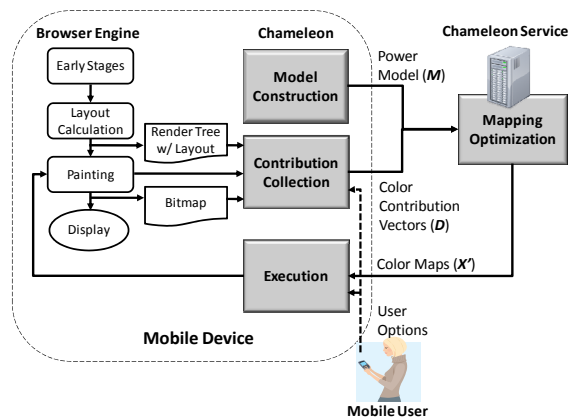 Browser Engine
Chameleon
Chameleon Service
Early Stages
Layout
Calculation
Painting
Display
Render Tree
w/ Layout
Bitmap
Model
Construction
Contribution
Collection
Execution
Power
Model (M)
Mapping
Optimization
Color
Contribution
Vectors (D)
Color Maps (X')
User
Options
Mobile Device
Mobile User